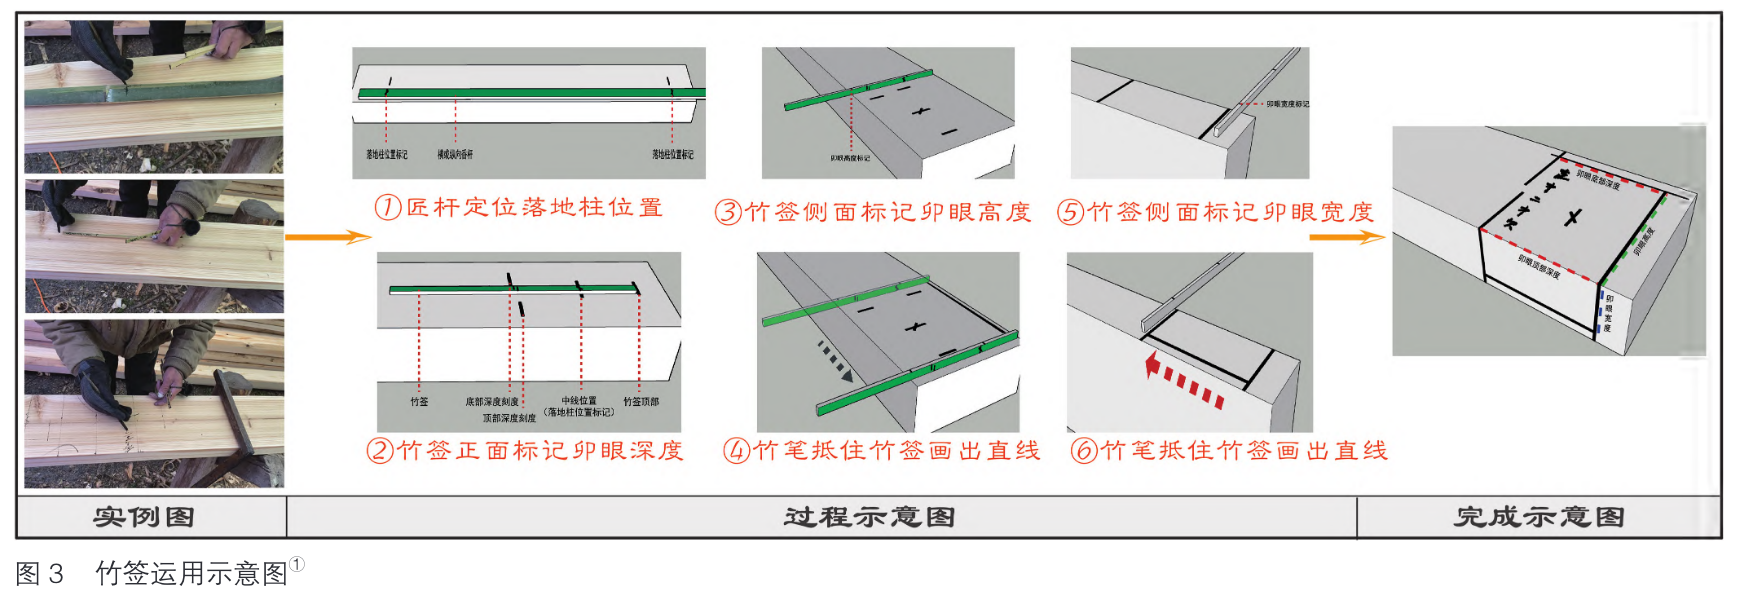 落地柱位置标记
横或纵向香杆
落地柱位置标记
①匠杆定位落地柱位置
卯眼高度标记
③竹签侧面标记卯眼高度
卯眼宽度标记
⑤竹签侧面标记卯眼宽度
竹签
底部深度刻度
顶部深度刻度
中线位置
(落地柱位置标记)
竹签顶部
②竹签正面标记卯眼深度
④竹笔抵住竹签画出直线
⑥竹笔抵住竹签画出直线
卯眼底部深度
卯眼顶部深度
卯眼高度
卯眼宽度
实例图
过程示意图
完成示意图
图 3 竹签运用示意图①